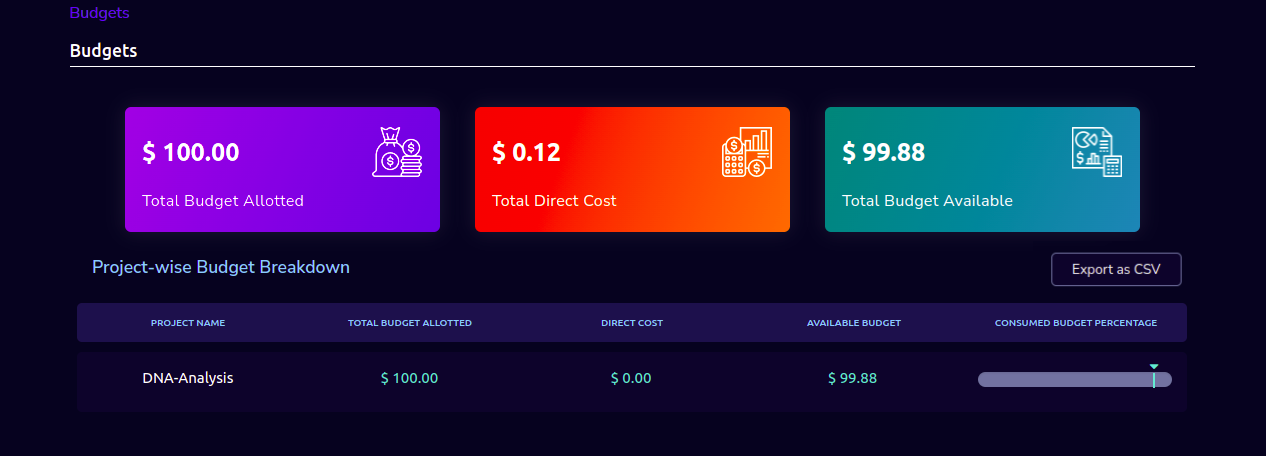 Budgets
Budgets
$ 100.00
Total Budget Allotted
$ 0.12
Total Direct Cost
$ 99.88
Total Budget Available
Project-wise Budget Breakdown
Export as CSV
PROJECT NAME TOTAL BUDGET ALLOTTED DIRECT COST AVAILABLE BUDGET CONSUMED BUDGET PERCENTAGE
DNA-Analysis $ 100.00 $ 0.00 $ 99.88